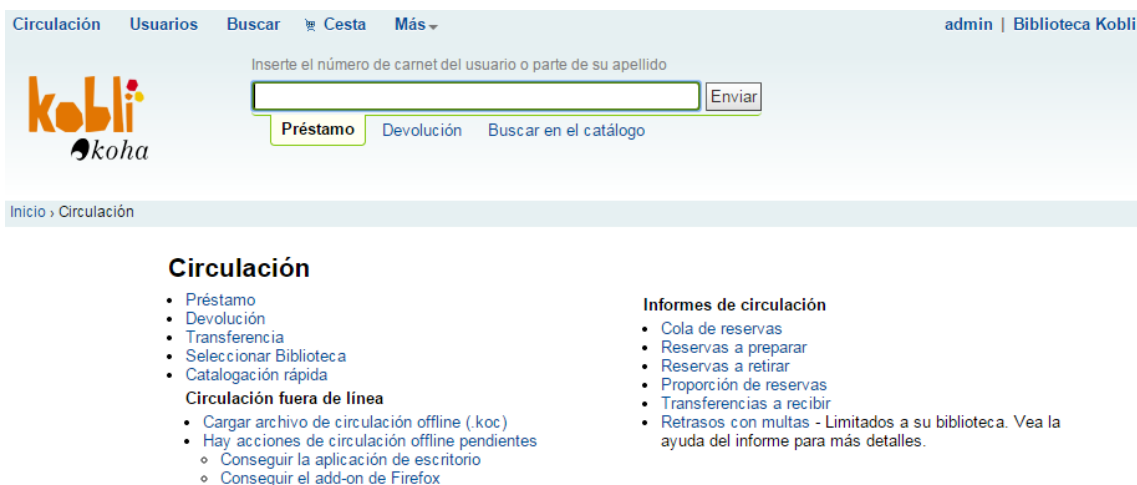 Circulación Usuarios Buscar Cesta Más
admin | Biblioteca Kobli
kobli
koha
Inserte el número de carnet del usuario o parte de su apellido
Enviar
Préstamo Devolución Buscar en el catálogo
Inicio › Circulación
Circulación
• Préstamo
• Devolución
• Transferencia
• Seleccionar Biblioteca
• Catalogación rápida
Circulación fuera de línea
• Cargar archivo de circulación offline (.koc)
• Hay acciones de circulación offline pendientes
◦ Conseguir la aplicación de escritorio
◦ Conseguir el add-on de Firefox
Informes de circulación
• Cola de reservas
• Reservas a preparar
• Reservas a retirar
• Proporción de reservas
• Transferencias a recibir
• Retrasos con multas - Limitados a su biblioteca. Vea la
ayuda del informe para más detalles.